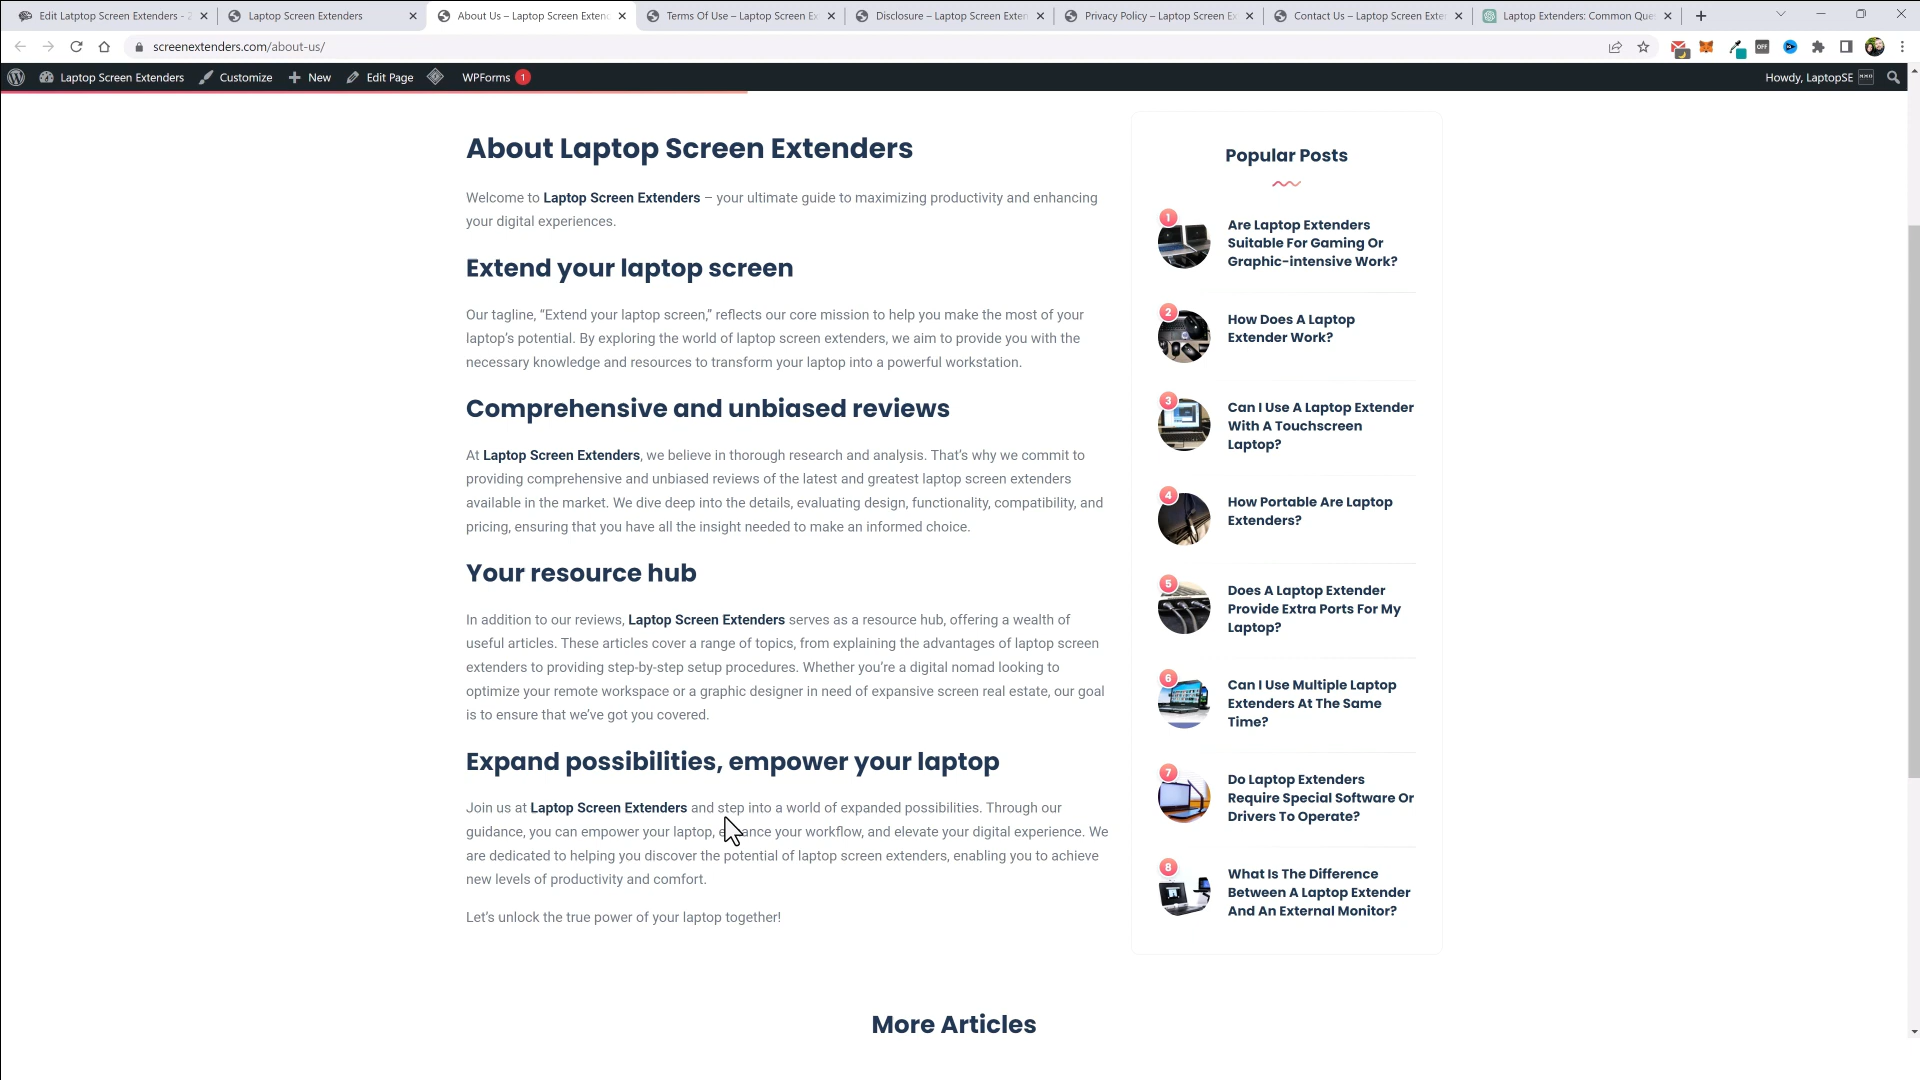 Edit Latptop Screen Extenders - 2
Laptop Screen Extenders
About Us – Laptop Screen Exten
Terms Of Use – Laptop Screen Ex
Disclosure – Laptop Screen Exten
Privacy Policy – Laptop Screen E
Contact Us – Laptop Screen Exte
Laptop Extenders: Common Que
screenextenders.com/about-us/
OFF
Laptop Screen Extenders
Customize
New
Edit Page
WPForms 1
Howdy, LaptopSE
About Laptop Screen Extenders
Welcome to Laptop Screen Extenders – your ultimate guide to maximizing productivity and enhancing
your digital experiences.
Extend your laptop screen
Our tagline, “Extend your laptop screen,” reflects our core mission to help you make the most of your
laptop’s potential. By exploring the world of laptop screen extenders, we aim to provide you with the
necessary knowledge and resources to transform your laptop into a powerful workstation.
Comprehensive and unbiased reviews
At Laptop Screen Extenders, we believe in thorough research and analysis. That’s why we commit to
providing comprehensive and unbiased reviews of the latest and greatest laptop screen extenders
available in the market. We dive deep into the details, evaluating design, functionality, compatibility, and
pricing, ensuring that you have all the insight needed to make an informed choice.
Your resource hub
In addition to our reviews, Laptop Screen Extenders serves as a resource hub, offering a wealth of
useful articles. These articles cover a range of topics, from explaining the advantages of laptop screen
extenders to providing step-by-step setup procedures. Whether you’re a digital nomad looking to
optimize your remote workspace or a graphic designer in need of expansive screen real estate, our goal
is to ensure that we’ve got you covered.
Expand possibilities, empower your laptop
Join us at Laptop Screen Extenders and step into a world of expanded possibilities. Through our
guidance, you can empower your laptop, enhance your workflow, and elevate your digital experience. We
are dedicated to helping you discover the potential of laptop screen extenders, enabling you to achieve
new levels of productivity and comfort.
Let’s unlock the true power of your laptop together!
Popular Posts
1
Are Laptop Extenders
Suitable For Gaming Or
Graphic-intensive Work?
2
How Does A Laptop
Extender Work?
3
Can I Use A Laptop Extender
With A Touchscreen
Laptop?
4
How Portable Are Laptop
Extenders?
5
Does A Laptop Extender
Provide Extra Ports For My
Laptop?
6
Can I Use Multiple Laptop
Extenders At The Same
Time?
7
Do Laptop Extenders
Require Special Software Or
Drivers To Operate?
8
What Is The Difference
Between A Laptop Extender
And An External Monitor?
More Articles